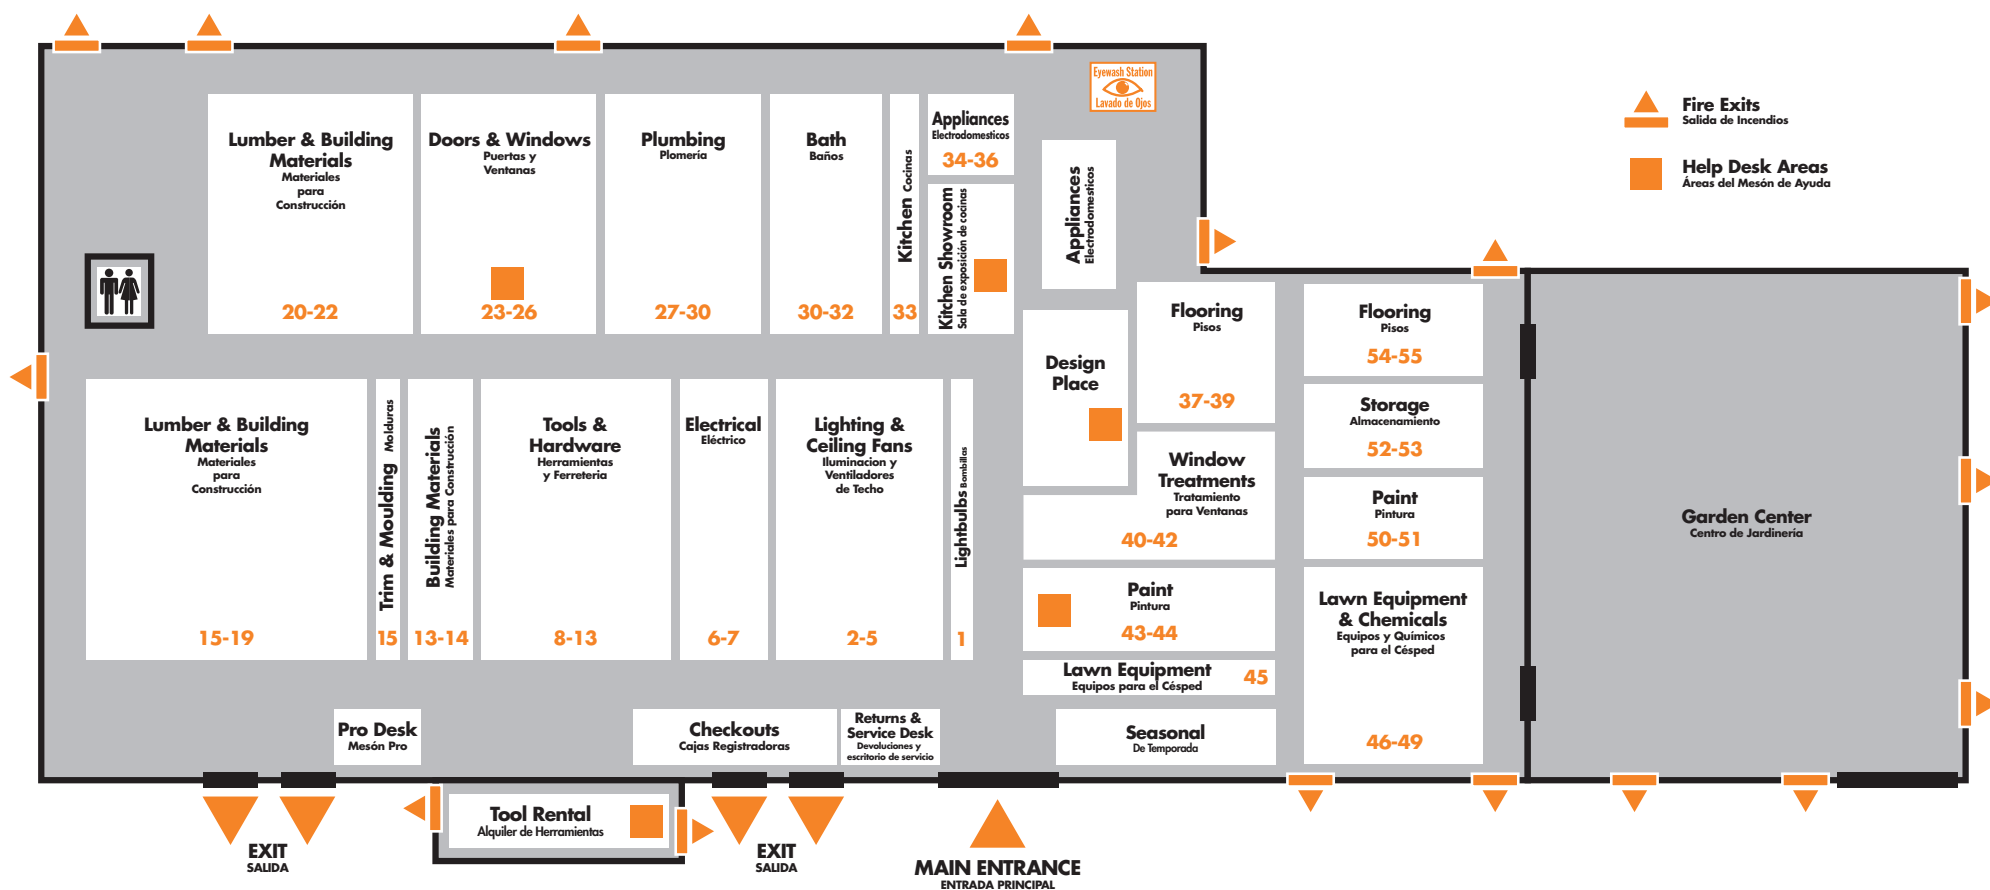 Eyewash Station
Lavado de Ojos
Fire Exits
Salida de Incendios
Help Desk Areas
Áreas del Mesón de Ayuda
Lumber & Building
Materials
Materiales
para
Construcción
20-22
Doors & Windows
Puertas y
Ventanas
23-26
Plumbing
Plomería
27-30
Bath
Baños
30-32
Kitchen Cocinas
33
Appliances
Electrodomesticos
34-36
Kitchen Showroom
Sala de exposición de cocinas
Appliances
Electrodomesticos
Design
Place
Flooring
Pisos
37-39
Flooring
Pisos
54-55
Storage
Almacenamiento
52-53
Paint
Pintura
50-51
Window
Treatments
Tratamiento
para Ventanas
40-42
Paint
Pintura
43-44
Lawn Equipment
Equipos para el Césped
45
Lawn Equipment
& Chemicals
Equipos y Químicos
para el Césped
46-49
Garden Center
Centro de Jardinería
Lumber & Building
Materials
Materiales
para
Construcción
15-19
Trim & Moulding Molduras
15
Building Materials
Materiales para Construcción
13-14
Tools &
Hardware
Herramientas
y Ferreteria
8-13
Electrical
Eléctrico
6-7
Lighting &
Ceiling Fans
Iluminacion y
Ventiladores
de Techo
2-5
Lightbulbs Bombillas
1
Pro Desk
Mesón Pro
Checkouts
Cajas Registradoras
Returns &
Service Desk
Devoluciones y
escritorio de servicio
Seasonal
De Temporada
Tool Rental
Alquiler de Herramientas
EXIT
SALIDA
EXIT
SALIDA
MAIN ENTRANCE
ENTRADA PRINCIPAL